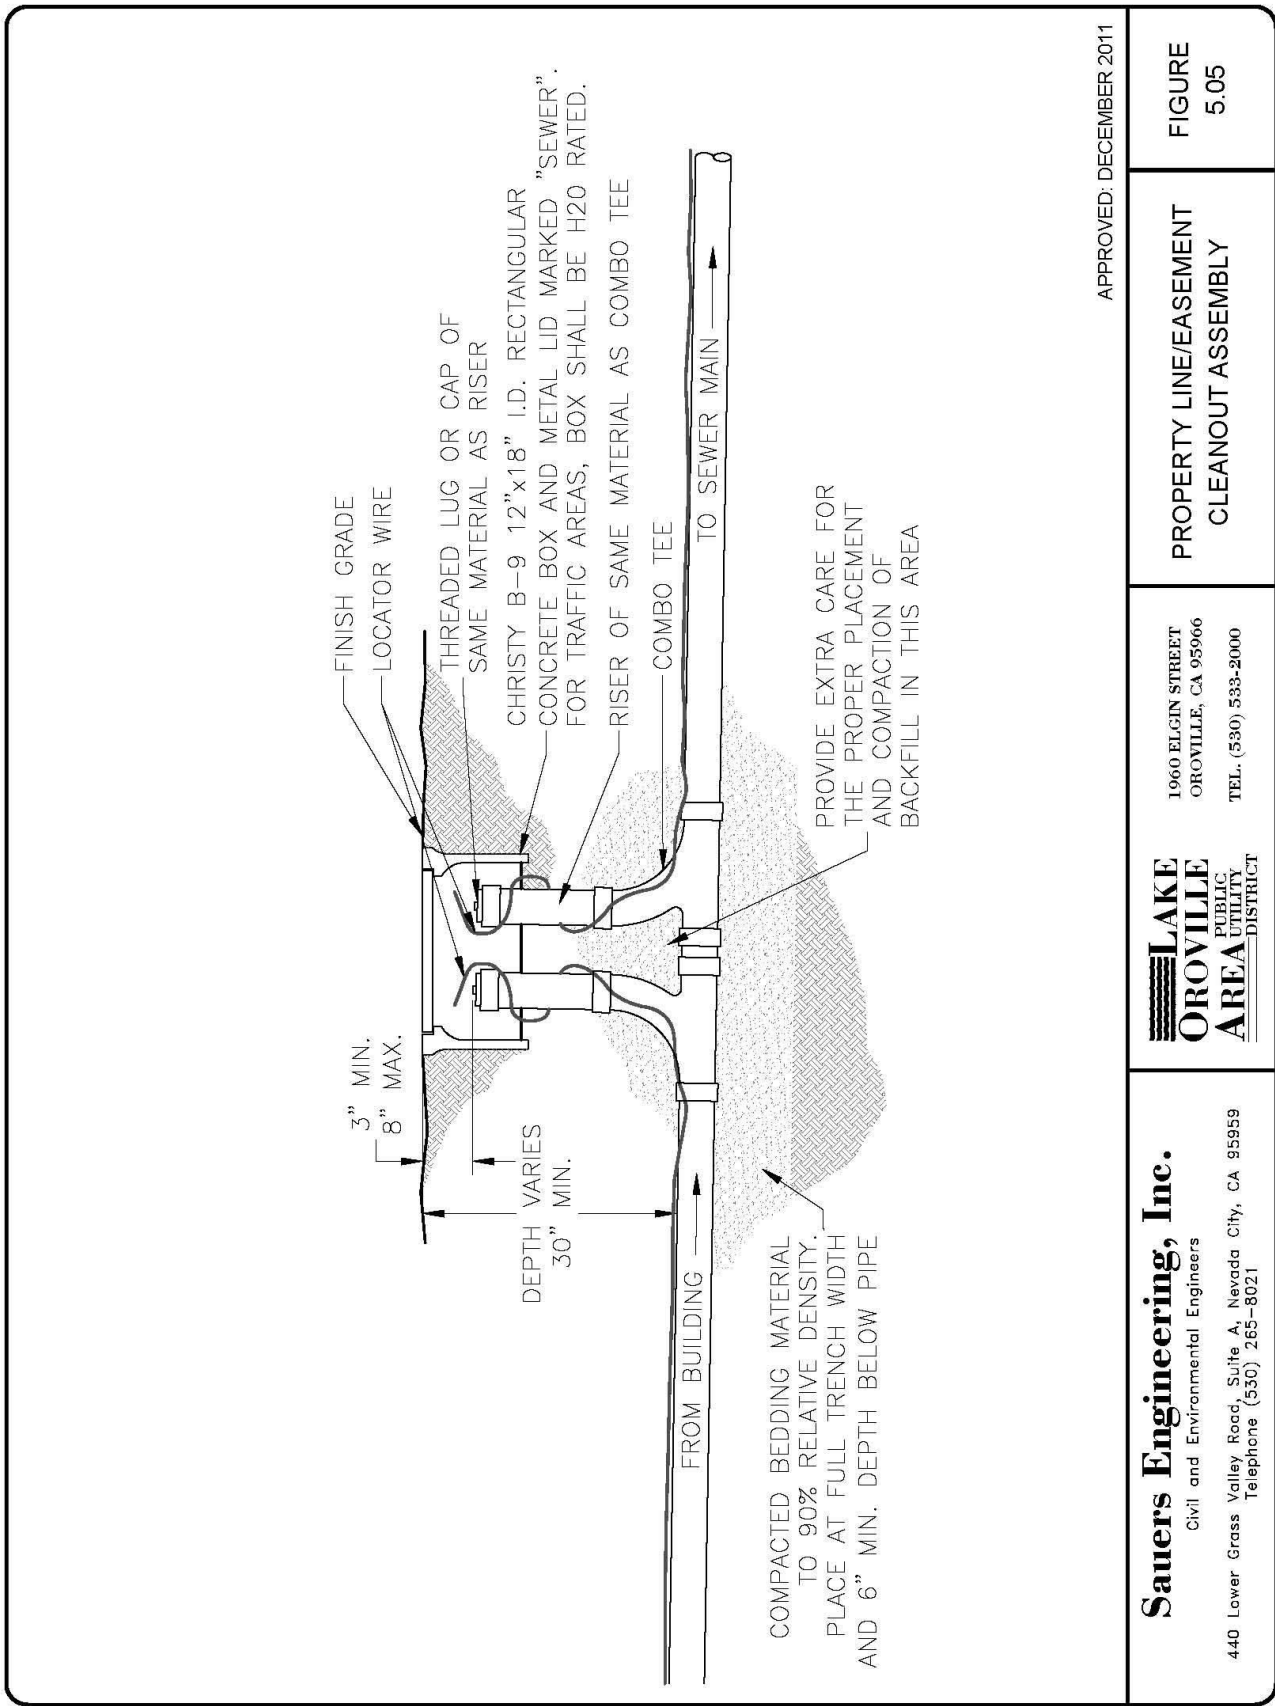 FINISH GRADE
LOCATOR WIRE
THREADED LUG OR CAP OF
SAME MATERIAL AS RISER
CHRISTY B-9 12"x18" I.D. RECTANGULAR
CONCRETE BOX AND METAL LID MARKED "SEWER".
FOR TRAFFIC AREAS, BOX SHALL BE H20 RATED.
RISER OF SAME MATERIAL AS COMBO TEE
COMBO TEE
3" MIN.
8" MAX.
DEPTH VARIES
30" MIN.
FROM BUILDING
TO SEWER MAIN
COMPACTED BEDDING MATERIAL
TO 90% RELATIVE DENSITY.
PLACE AT FULL TRENCH WIDTH
AND 6" MIN. DEPTH BELOW PIPE
PROVIDE EXTRA CARE FOR
THE PROPER PLACEMENT
AND COMPACTION OF
BACKFILL IN THIS AREA
APPROVED: DECEMBER 2011
Sauers Engineering, Inc.
Civil and Environmental Engineers
440 Lower Grass Valley Road, Suite A, Nevada City, CA 95959
Telephone (530) 265-8021
LAKE
OROVILLE
AREA
PUBLIC
UTILITY
DISTRICT
1960 ELGIN STREET
OROVILLE, CA 95966
TEL. (530) 533-2000
PROPERTY LINE/EASEMENT
CLEANOUT ASSEMBLY
FIGURE
5.05